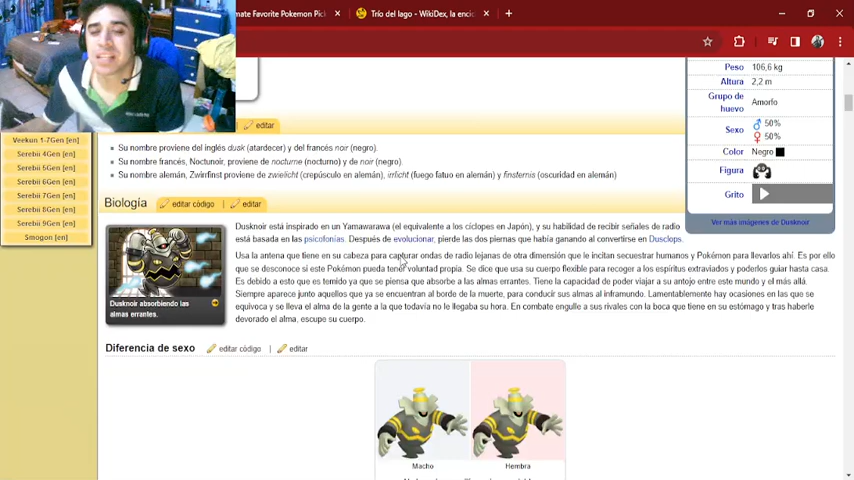 mate Favorite Pokemon Pick
Trío del lago - WikiDex, la encic
Peso 106,6 kg
Altura 2,2 m
Grupo de huevo Amorfo
Sexo 50% 50%
Color Negro
Figura
Grito
Ver más imágenes de Dusknoir
Veekun 1-7Gen [en]
Serebii 4Gen [en]
Serebii 5Gen [en]
Serebii 6Gen [en]
Serebii 7Gen [en]
Serebii 8Gen [en]
Serebii 9Gen [en]
Smogon [en]
editar
Su nombre proviene del inglés dusk (atardecer) y del francés noir (negro).
Su nombre francés, Noctunoir, proviene de nocturne (nocturno) y de noir (negro).
Su nombre alemán, Zwirrfinst proviene de zwielicht (crepúsculo en alemán), irrlicht (fuego fatuo en alemán) y finsternis (oscuridad en alemán)
Biología editar código | editar
Dusknoir está inspirado en un Yamawarawa (el equivalente a los cíclopes en Japón), y su habilidad de recibir señales de radio
está basada en las psicofonías. Después de evolucionar, pierde las dos piernas que había ganando al convertirse en Dusclops.
Usa la antena que tiene en su cabeza para capturar ondas de radio lejanas de otra dimensión que le incitan secuestrar humanos y Pokémon para llevarlos ahí. Es por ello
que se desconoce si este Pokémon pueda tener voluntad propia. Se dice que usa su cuerpo flexible para recoger a los espíritus extraviados y poderlos guiar hasta casa.
Es debido a esto que es temido ya que se piensa que absorbe a las almas errantes. Tiene la capacidad de poder viajar a su antojo entre este mundo y el más allá.
Siempre aparece junto aquellos que ya se encuentran al borde de la muerte, para conducir sus almas al inframundo. Lamentablemente hay ocasiones en las que se
equivoca y se lleva el alma de la gente a la que todavía no le llegaba su hora. En combate engulle a sus rivales con la boca que tiene en su estómago y tras haberle
devorado el alma, escupe su cuerpo.
Dusknoir absorbiendo las
almas errantes.
Diferencia de sexo editar código | editar
Macho
Hembra